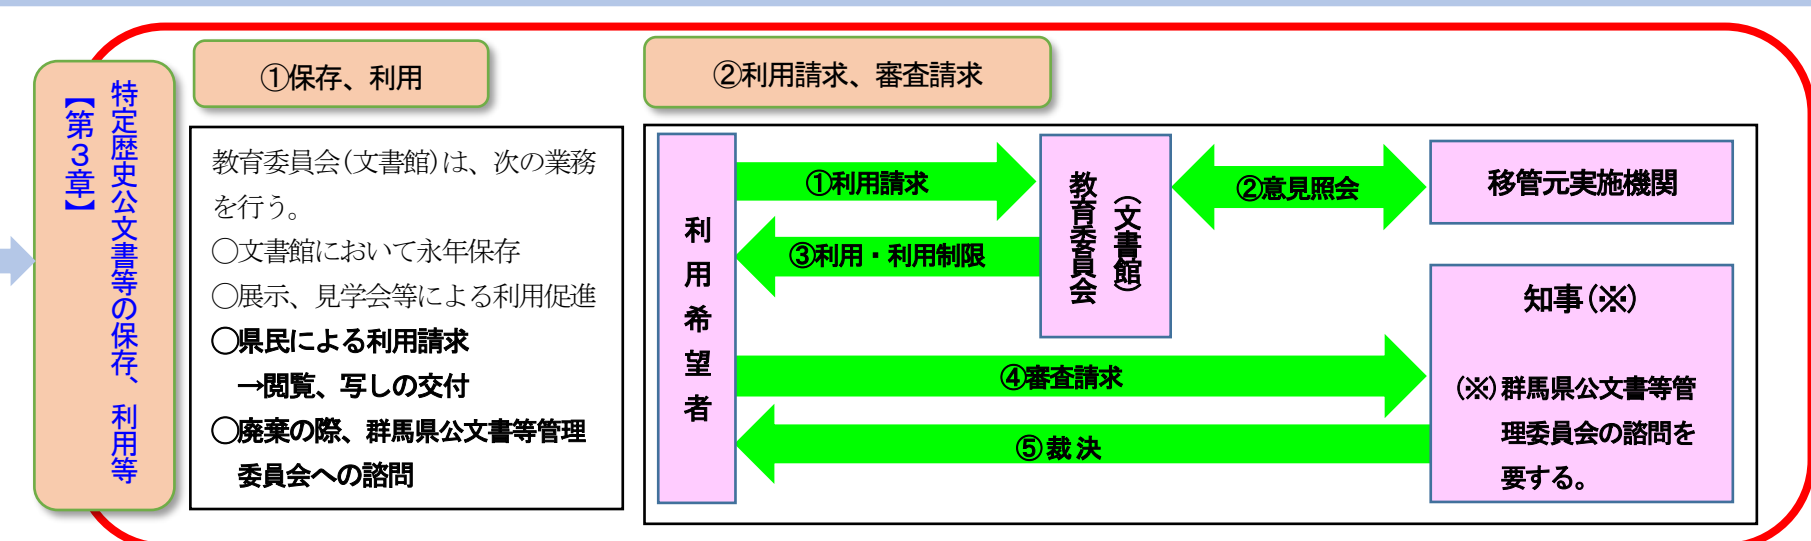 特定歴史公文書等の保存、利用等
【第３章】
①保存、利用
教育委員会(文書館)は、次の業務
を行う。
○文書館において永年保存
○展示、見学会等による利用促進
○県民による利用請求
→閲覧、写しの交付
○廃棄の際、群馬県公文書等管理
委員会への諮問
②利用請求、審査請求
利用希望者
①利用請求
③利用・利用制限
教育委員会
（文書館）
②意見照会
移管元実施機関
④審査請求
⑤裁決
知事(※)
(※)群馬県公文書等管
理委員会の諮問を
要する。